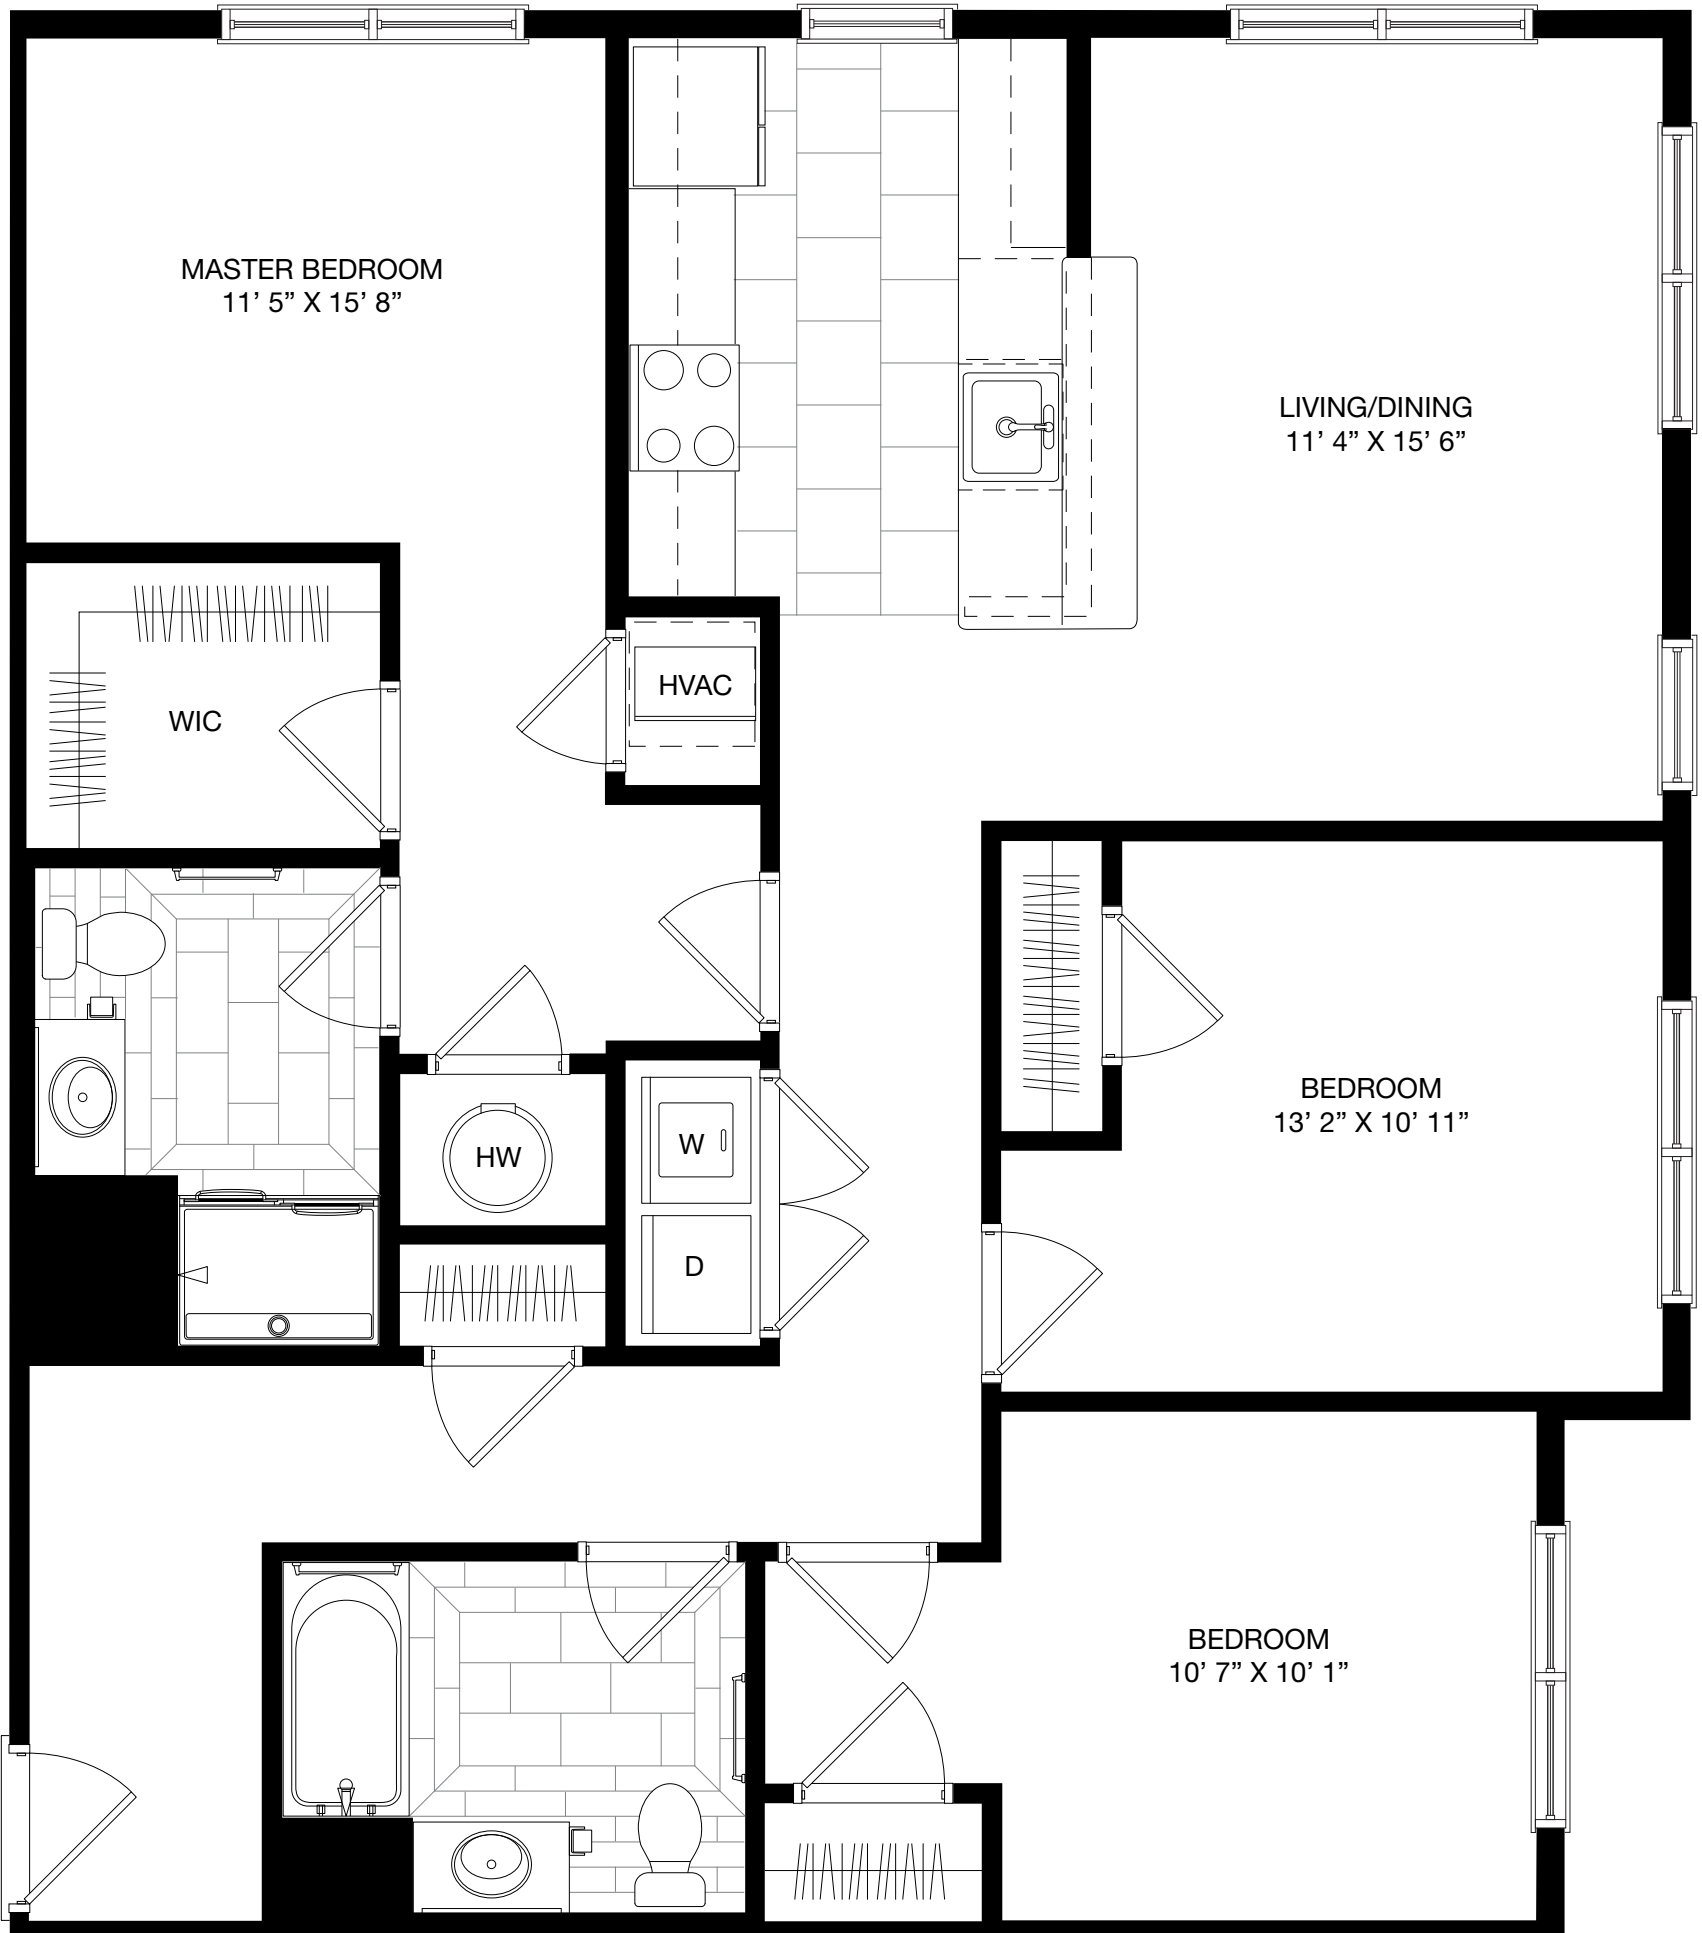 MASTER BEDROOM
11’ 5” X 15’ 8”
LIVING/DINING
11’ 4” X 15’ 6”
HVAC
WIC
BEDROOM
13’ 2” X 10’ 11”
W
HW
D
BEDROOM
10’ 7” X 10’ 1”